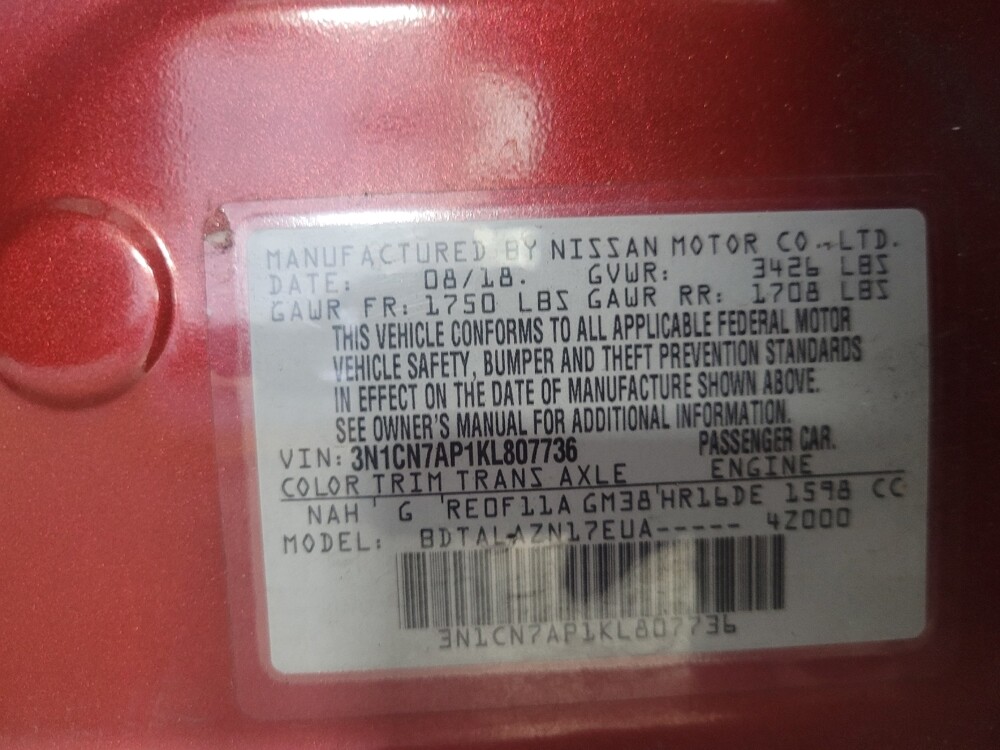 MANUFACTURED BY NISSAN MOTOR CO.,LTD.
DATE: 08/18. GVWR: 3426 LBS
GAWR FR: 1750 LBS GAWR RR: 1708 LBS
THIS VEHICLE CONFORMS TO ALL APPLICABLE FEDERAL MOTOR
VEHICLE SAFETY, BUMPER AND THEFT PREVENTION STANDARDS
IN EFFECT ON THE DATE OF MANUFACTURE SHOWN ABOVE.
SEE OWNER'S MANUAL FOR ADDITIONAL INFORMATION.
VIN: 3N1CN7AP1KL807736 PASSENGER CAR.
COLOR TRIM TRANS AXLE ENGINE
NAH G RE0F11A GM38 HR16DE 1598 CC
MODEL: BDTALAZN17EUA----- 4Z000
3N1CN7AP1KL807736